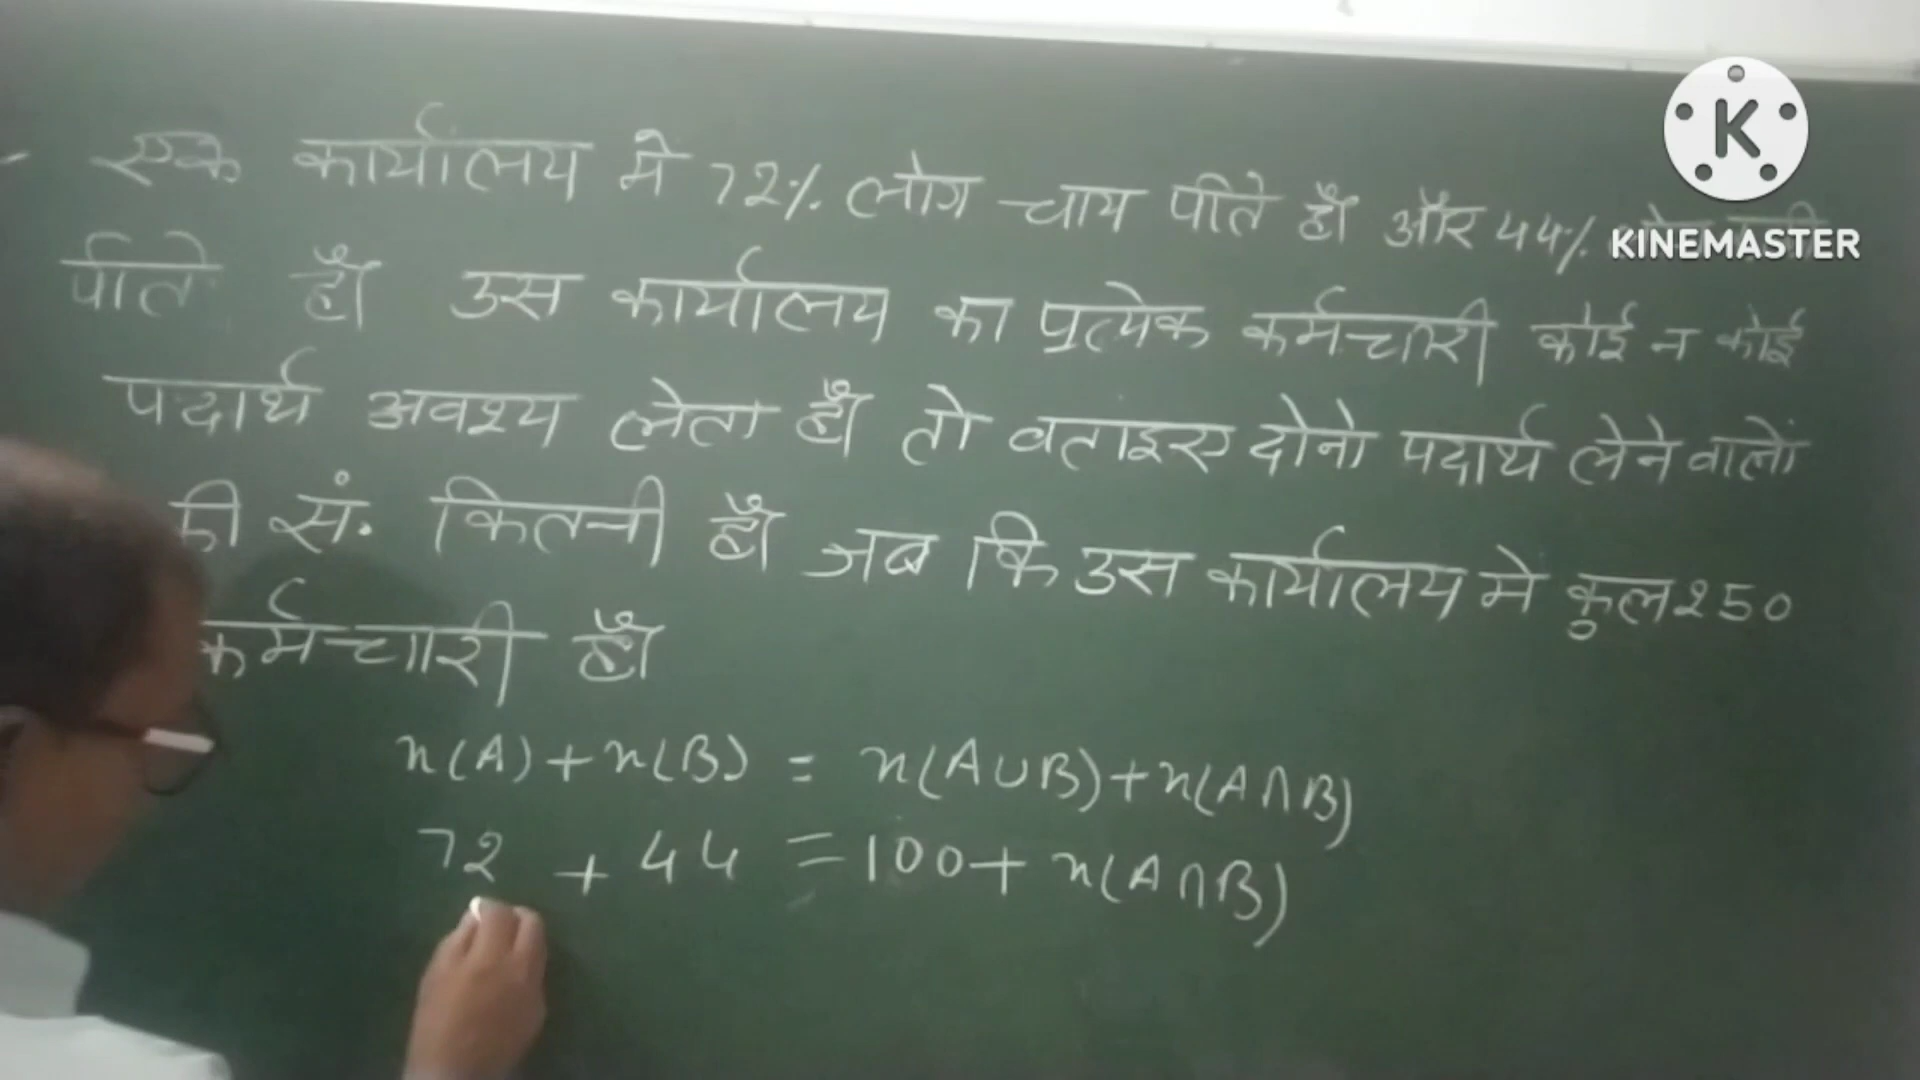 एक कार्यालय मे 72% लोग चाय पीते हैं और 44%
KINEMASTER
पीते हैं उस कार्यालय का प्रत्येक कर्मचारी कोई न कोई
पदार्थ अवश्य लेता हैं तो बताइए दोनो पदार्थ लेने वालों
की सं. कितनी हैं जब कि उस कार्यालय मे कुल 250
कर्मचारी हैं
n(A) + n(B) = n(A∪B) + n(A∩B)
72 + 44 = 100 + n(A∩B)